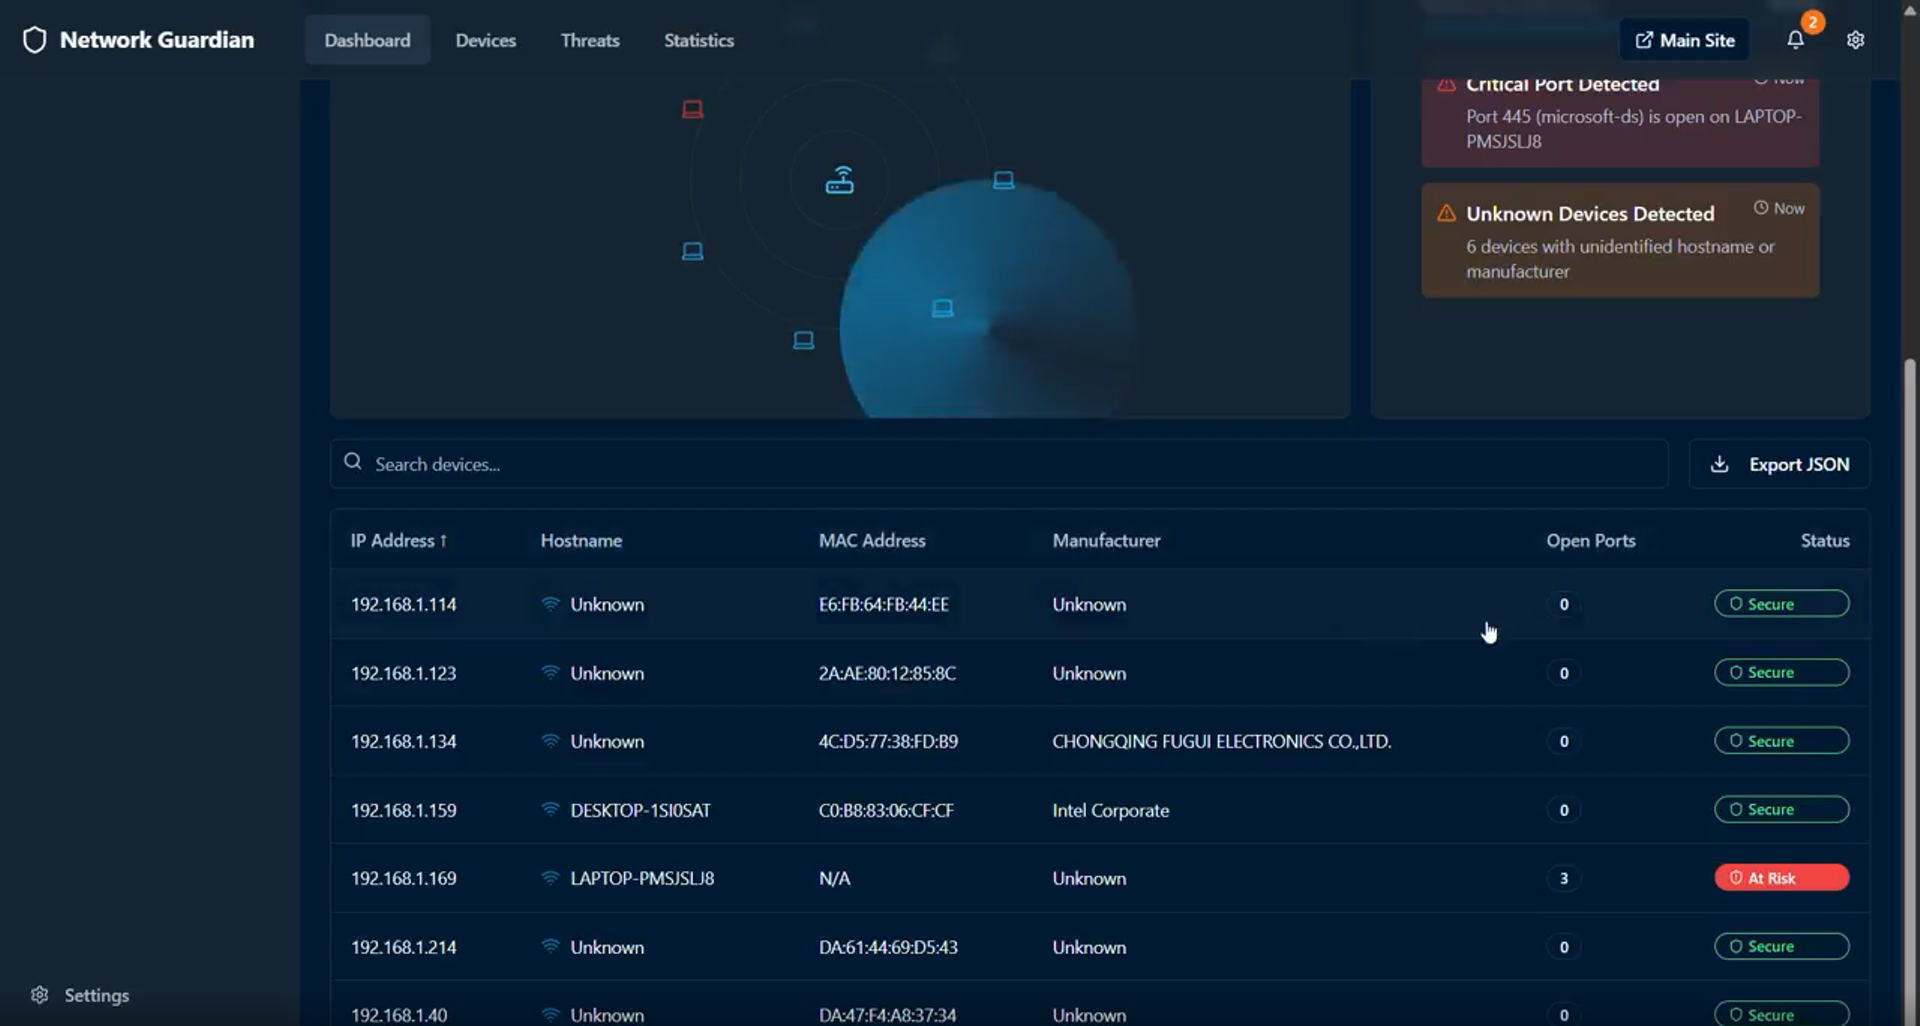 Network Guardian
Dashboard
Devices
Threats
Statistics
Main Site
2
Critical Port Detected
Now
Port 445 (microsoft-ds) is open on LAPTOP-
PMSJSLJ8
Unknown Devices Detected
Now
6 devices with unidentified hostname or
manufacturer
Search devices...
Export JSON
IP Address ↑ Hostname MAC Address Manufacturer Open Ports Status
192.168.1.114 Unknown E6:FB:64:FB:44:EE Unknown 0 Secure
192.168.1.123 Unknown 2A:AE:80:12:85:8C Unknown 0 Secure
192.168.1.134 Unknown 4C:D5:77:38:FD:B9 CHONGQING FUGUI ELECTRONICS CO.,LTD. 0 Secure
192.168.1.159 DESKTOP-1SI0SAT C0:B8:83:06:CF:CF Intel Corporate 0 Secure
192.168.1.169 LAPTOP-PMSJSLJ8 N/A Unknown 3 At Risk
192.168.1.214 Unknown DA:61:44:69:D5:43 Unknown 0 Secure
192.168.1.40 Unknown DA:47:F4:A8:37:34 Unknown 0 Secure
Settings